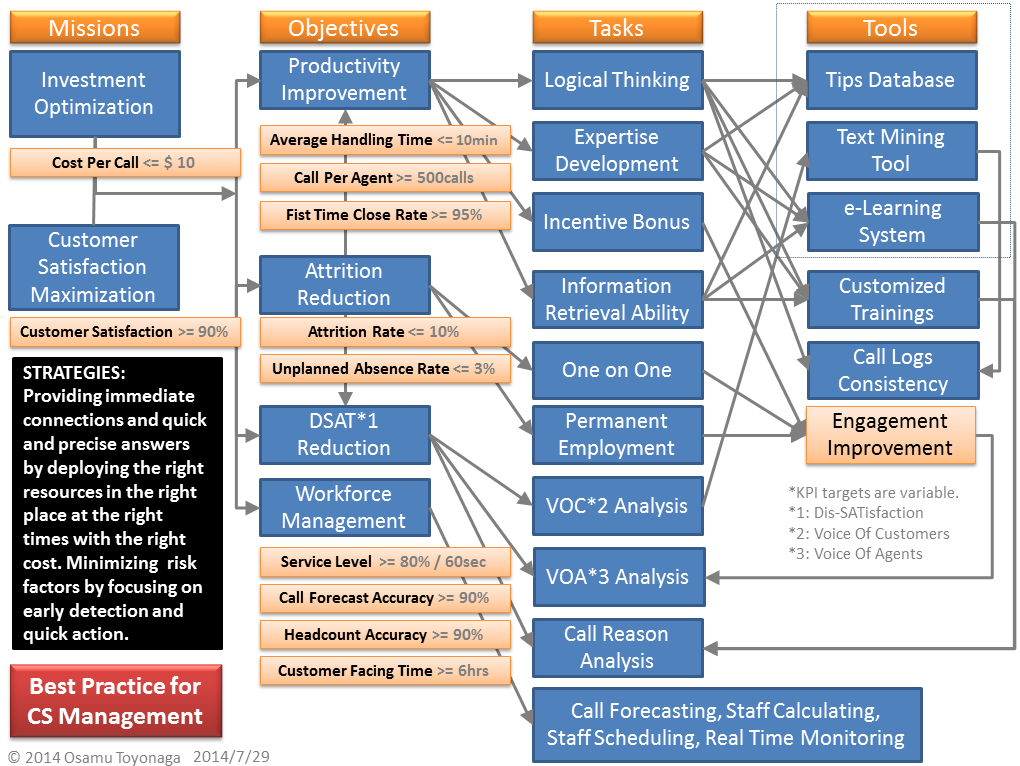 Missions
Investment
Optimization
Cost Per Call <= $ 10
Customer
Satisfaction
Maximization
Customer Satisfaction >= 90%
STRATEGIES:
Providing immediate
connections and quick
and precise answers
by deploying the right
resources in the right
place at the right
times with the right
cost. Minimizing risk
factors by focusing on
early detection and
quick action.
Best Practice for
CS Management
© 2014 Osamu Toyonaga 2014/7/29
Objectives
Productivity
Improvement
Average Handling Time <= 10min
Call Per Agent >= 500calls
Fist Time Close Rate >= 95%
Attrition
Reduction
Attrition Rate <= 10%
Unplanned Absence Rate <= 3%
DSAT*1
Reduction
Workforce
Management
Service Level >= 80% / 60sec
Call Forecast Accuracy >= 90%
Headcount Accuracy >= 90%
Customer Facing Time >= 6hrs
Tasks
Logical Thinking
Expertise
Development
Incentive Bonus
Information
Retrieval Ability
One on One
Permanent
Employment
VOC*2 Analysis
VOA*3 Analysis
Call Reason
Analysis
Call Forecasting, Staff Calculating,
Staff Scheduling, Real Time Monitoring
Tools
Tips Database
Text Mining
Tool
e-Learning
System
Customized
Trainings
Call Logs
Consistency
Engagement
Improvement
*KPI targets are variable.
*1: Dis-SATisfaction
*2: Voice Of Customers
*3: Voice Of Agents